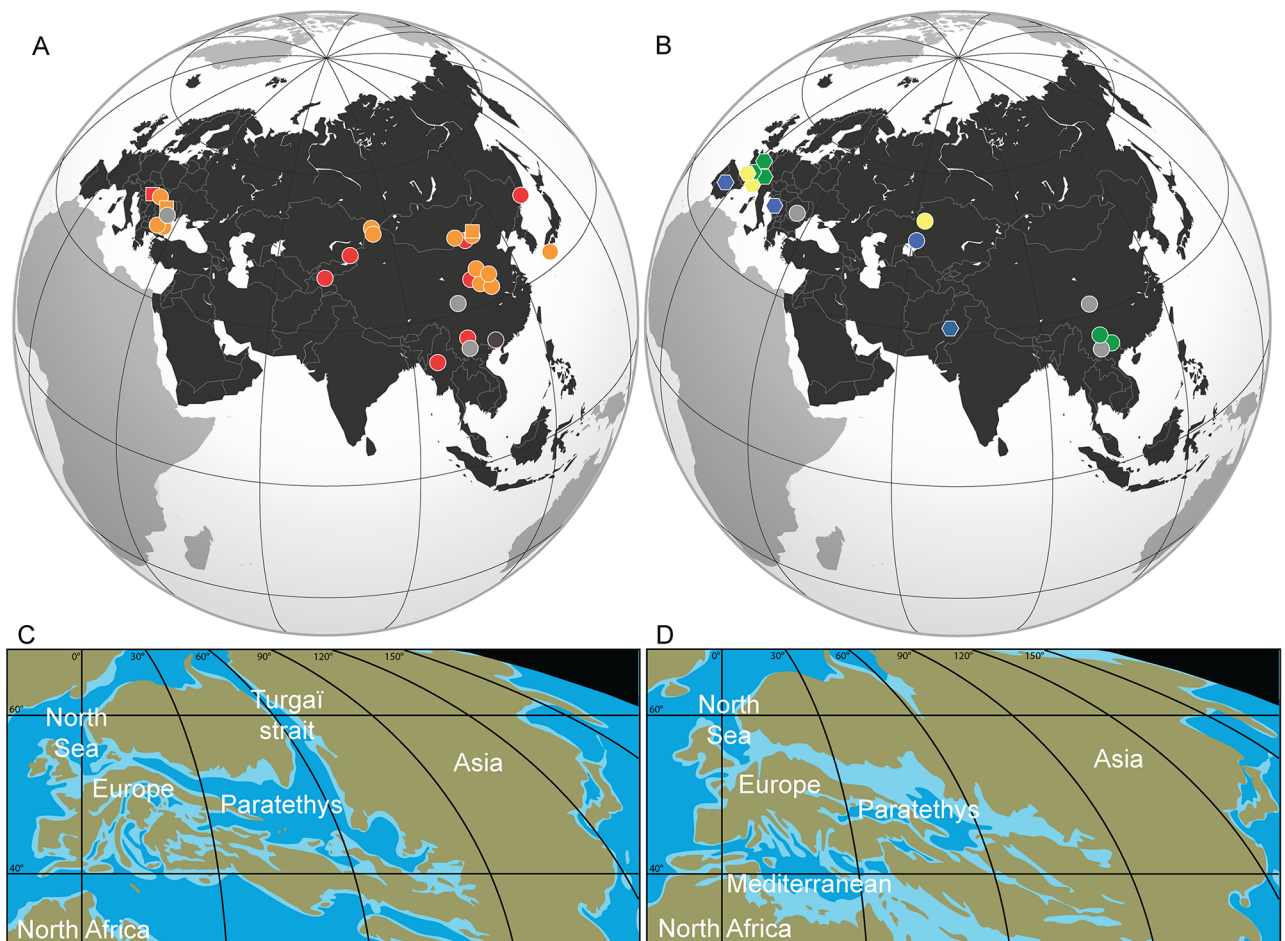 A
B
C
D
0° 30° 60° 90° 120° 150°
60°
North
Sea
Turgaï
strait
Asia
Europe
Paratethys
40°
North Africa
0° 30° 60° 90° 120° 150°
60°
North
Sea
Asia
Europe
Paratethys
40°
Mediterranean
North Africa